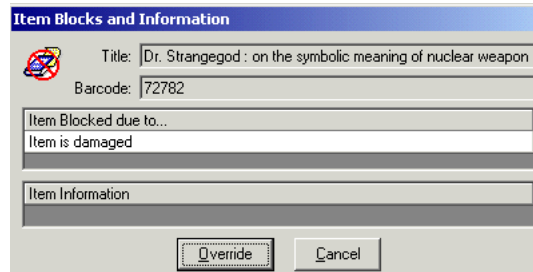 Item Blocks and Information
Title: Dr. Strangegod : on the symbolic meaning of nuclear weapon
Barcode: 72782
Item Blocked due to...
Item is damaged
Item Information
Override Cancel